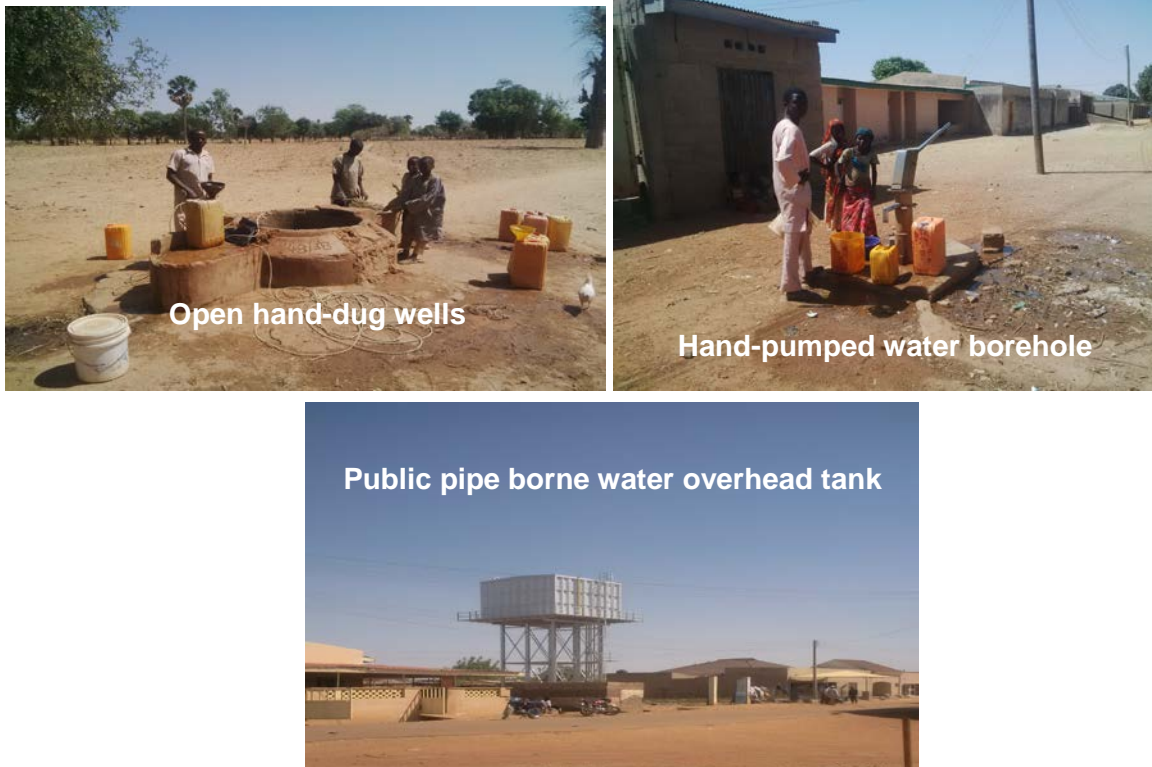 Open hand-dug wells
Hand-pumped water borehole
Public pipe borne water overhead tank